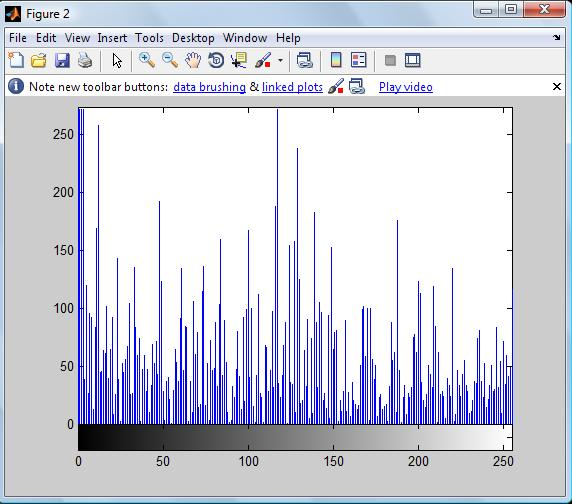 Figure 2
File Edit View Insert Tools Desktop Window Help
Note new toolbar buttons: data brushing & linked plots Play video
250
200
150
100
50
0
0 50 100 150 200 250